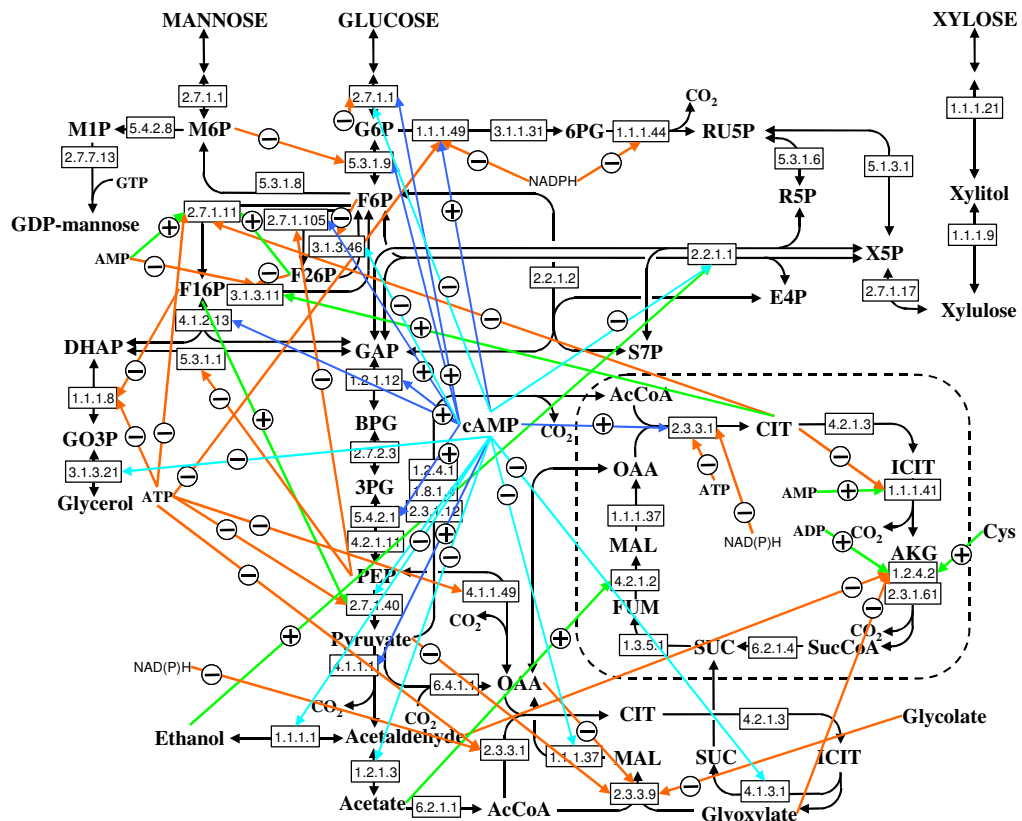 MANNOSE GLUCOSE XYLOSE
2.7.1.1 2.7.1.1 CO2 1.1.1.21
M1P 5.4.2.8 M6P G6P 1.1.1.49 3.1.1.31 6PG 1.1.1.44 RU5P
2.7.7.13 5.3.1.9 5.3.1.6 5.1.3.1
GTP 5.3.1.8 NADPH
GDP-mannose F6P R5P Xylitol
2.7.1.11 2.7.1.105
AMP 3.1.3.46 2.2.1.1 X5P 1.1.1.9
F26P 2.2.1.2
F16P 3.1.3.11 E4P 2.7.1.17
4.1.2.13 Xylulose
DHAP GAP S7P
5.3.1.1
1.2.1.12
1.1.1.8 AcCoA
BPG cAMP CO2 2.3.3.1 CIT 4.2.1.3
GO3P 2.7.2.3
3.1.3.21 1.2.4.1 OAA ICIT
Glycerol ATP 3PG 1.8.1.4 ATP AMP 1.1.1.41
5.4.2.1 2.3.1.12 1.1.1.37
4.2.1.11 NAD(P)H ADP CO2 Cys
MAL AKG
PEP 4.2.1.2 1.2.4.2
2.7.1.40 4.1.1.49 FUM 2.3.1.61
CO2
Pyruvate 1.3.5.1 SUC 6.2.1.4 CO2
NAD(P)H 4.1.1.1 SucCoA
6.4.1.1 OAA
CO2 CO2 CIT 4.2.1.3 Glycolate
Ethanol 1.1.1.1 Acetaldehyde 2.3.3.1
1.1.1.37 MAL SUC ICIT
1.2.1.3
2.3.3.9 4.1.3.1
Acetate 6.2.1.1 AcCoA Glyoxylate